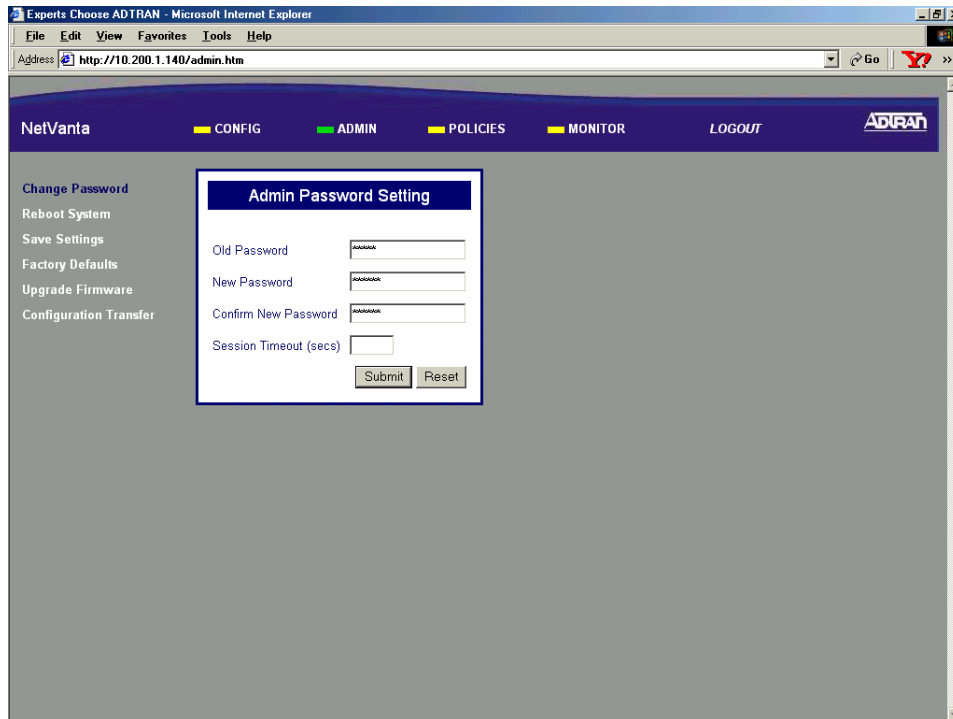 Experts Choose ADTRAN - Microsoft Internet Explorer
File Edit View Favorites Tools Help
Address http://10.200.1.140/admin.htm Go Y? »
NetVanta CONFIG ADMIN POLICIES MONITOR LOGOUT ADTRAN
Change Password
Reboot System
Save Settings
Factory Defaults
Upgrade Firmware
Configuration Transfer
Admin Password Setting
Old Password *****
New Password ******
Confirm New Password ******
Session Timeout (secs)
Submit Reset